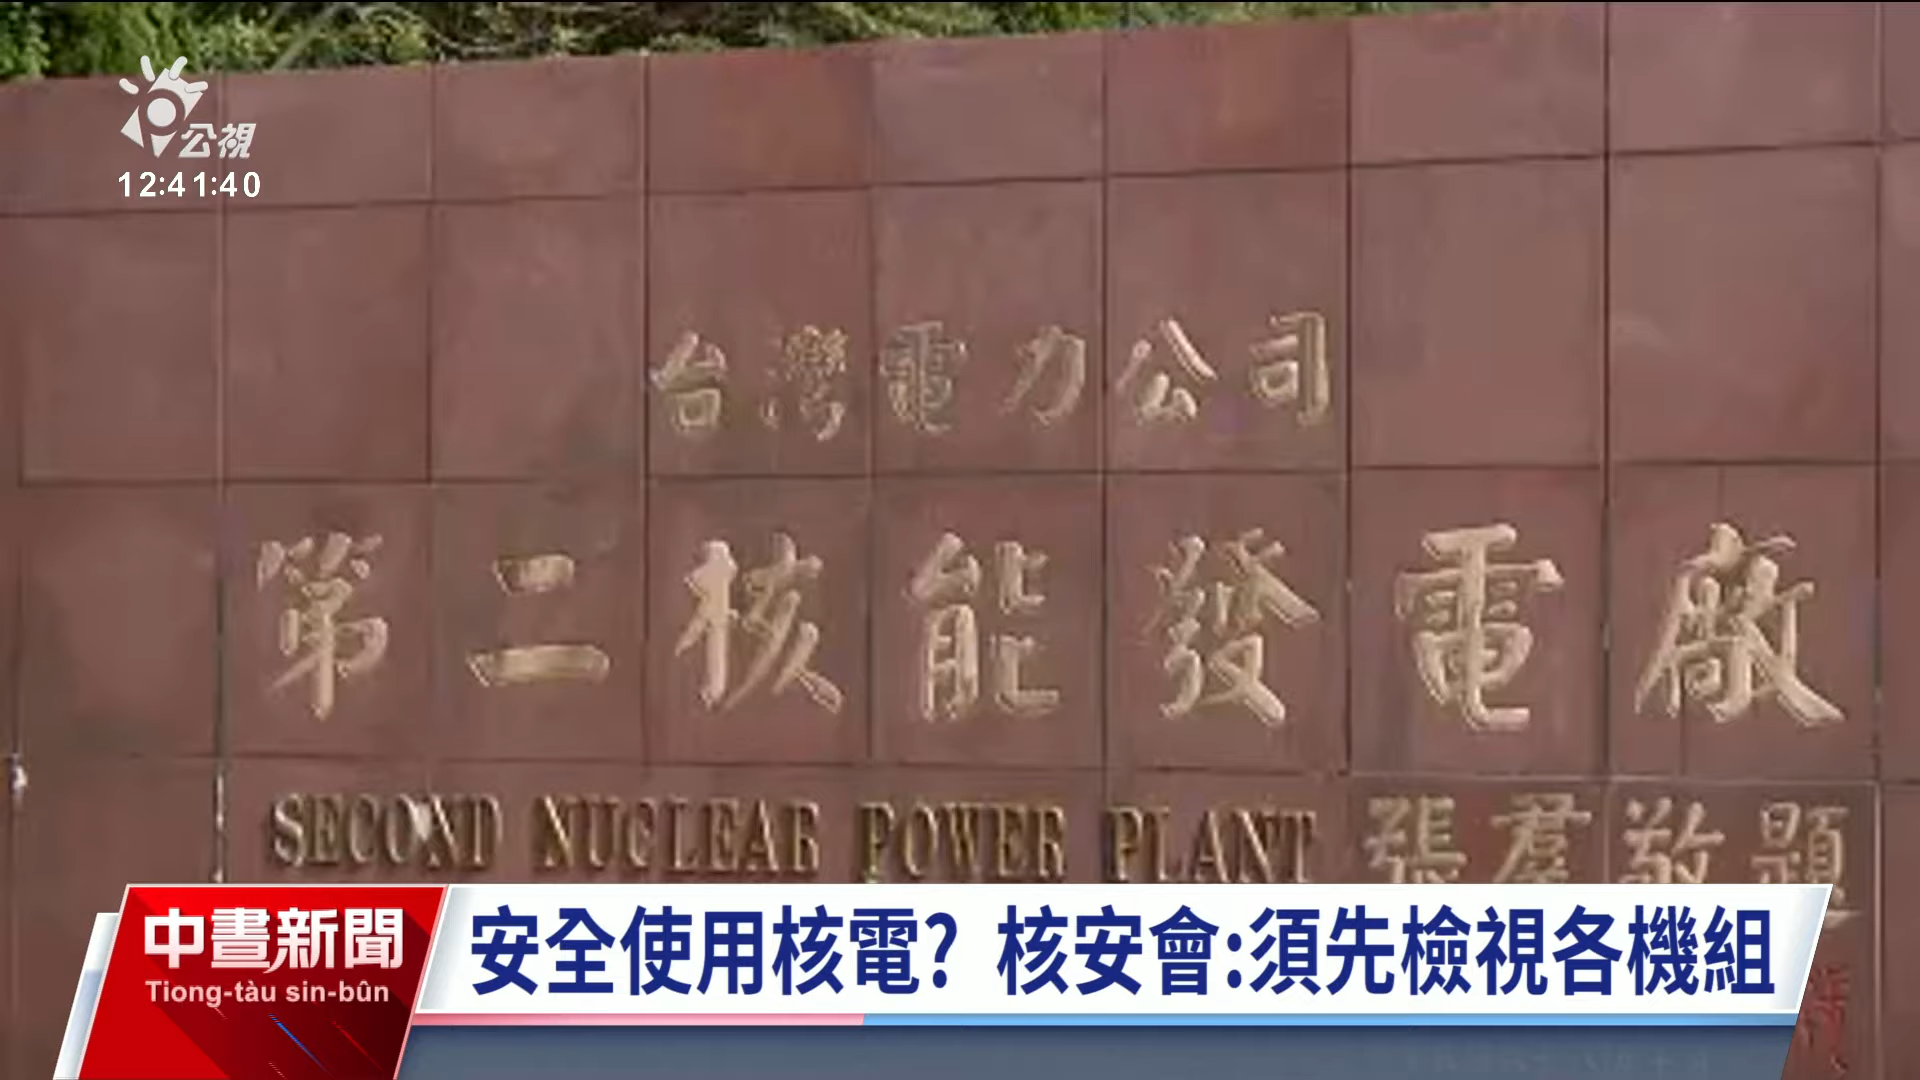 公視
12:41:40
台灣電力公司
第二核能發電廠
SECOND NUCLEAR POWER PLANT
張羣敬題
中晝新聞
Tiong-tàu sin-bûn
安全使用核電? 核安會:須先檢視各機組